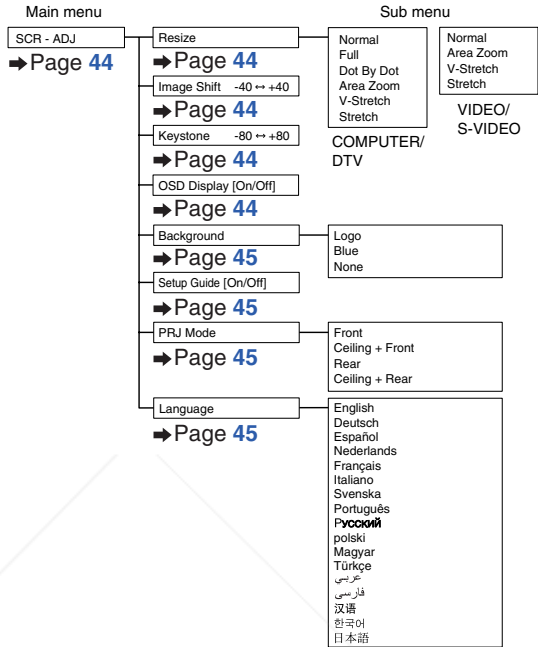 Main menu
Sub menu
SCR - ADJ
➡Page 44
Resize
➡Page 44
Normal
Full
Dot By Dot
Area Zoom
V-Stretch
Stretch
COMPUTER/
DTV
Normal
Area Zoom
V-Stretch
Stretch
VIDEO/
S-VIDEO
Image Shift -40 ↔ +40
➡Page 44
Keystone -80 ↔ +80
➡Page 44
OSD Display [On/Off]
➡Page 44
Background
➡Page 45
Logo
Blue
None
Setup Guide [On/Off]
➡Page 45
PRJ Mode
➡Page 45
Front
Ceiling + Front
Rear
Ceiling + Rear
Language
➡Page 45
English
Deutsch
Español
Nederlands
Français
Italiano
Svenska
Português
Русский
polski
Magyar
Türkçe
عربي
فارسی
汉语
한국어
日本語